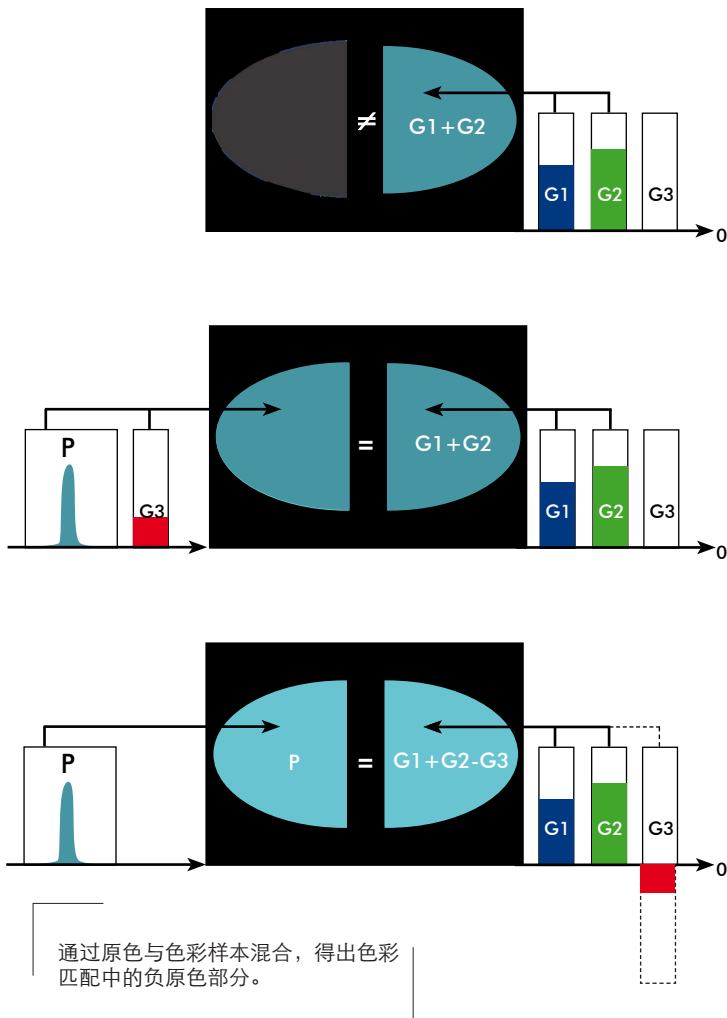 ≠
G1+G2
G1
G2
G3
0
P
G3
=
G1+G2
G1
G2
G3
0
P
P
=
G1+G2-G3
G1
G2
G3
0
通过原色与色彩样本混合，得出色彩
匹配中的负原色部分。